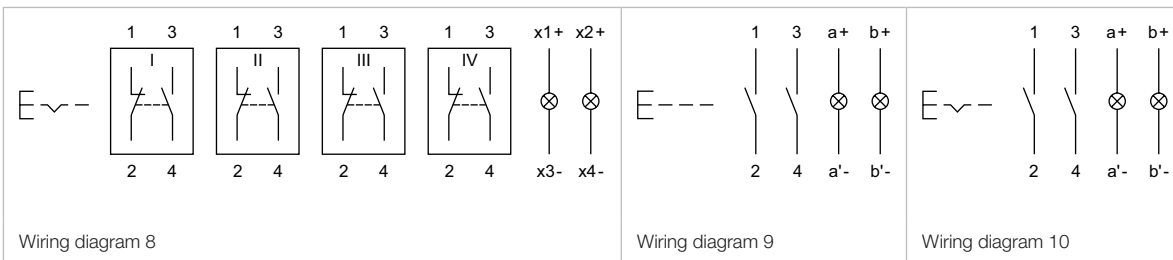 1 3 1 3 1 3 1 3 x1+ x2+ 1 3 a+ b+ 1 3 a+ b+
I II III IV
2 4 2 4 2 4 2 4 x3- x4- 2 4 a'- b'- 2 4 a'- b'-
Wiring diagram 8 Wiring diagram 9 Wiring diagram 10